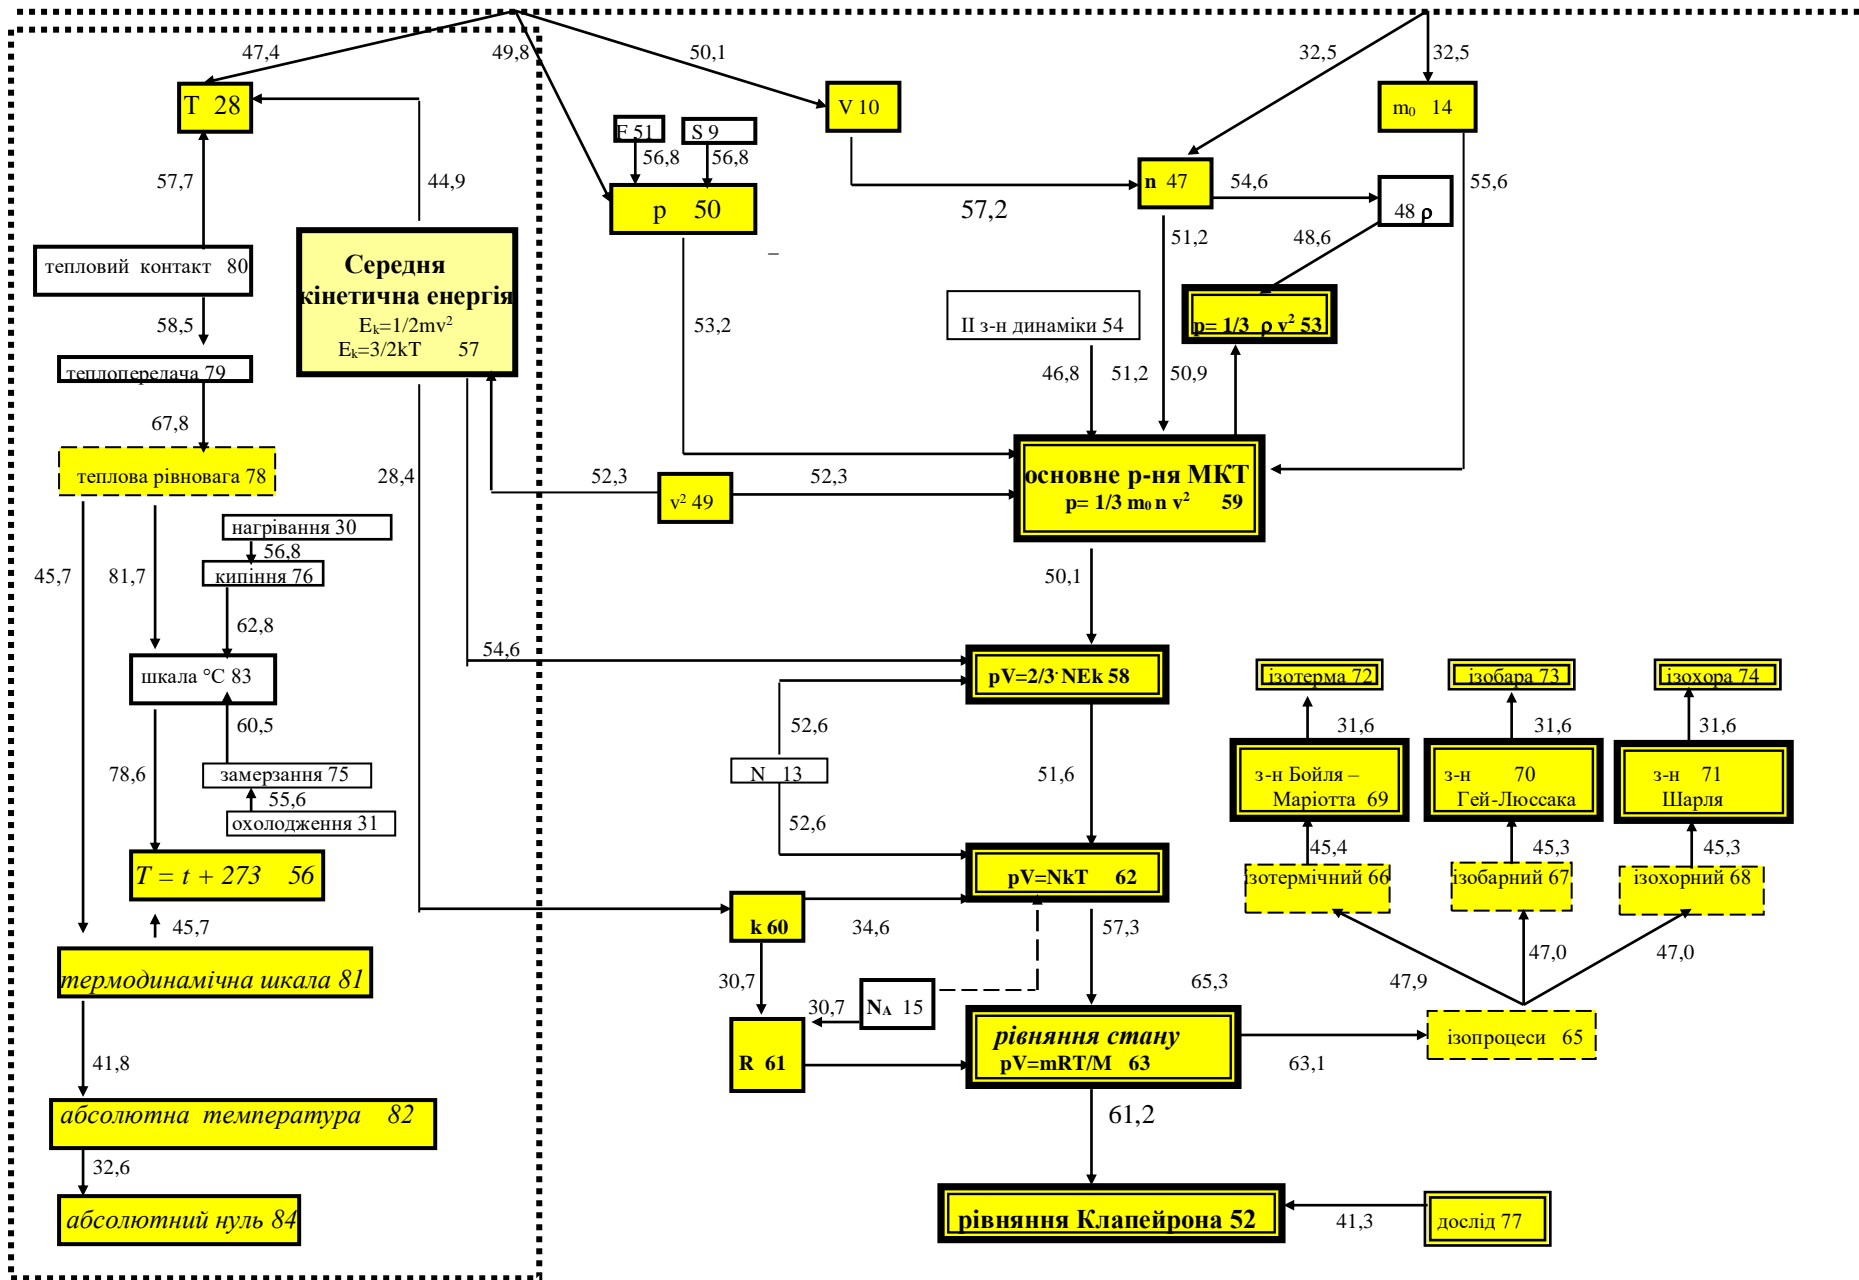 47,4
49,8
50,1
32,5
32,5
T 28
V 10
m₀ 14
F 51
S 9
56,8
56,8
57,7
44,9
n 47
54,6
55,6
p 50
57,2
48 ρ
51,2
48,6
–
тепловий контакт 80
Середня
кінетична енергія
Eₖ=1/2mv²
Eₖ=3/2kT 57
58,5
53,2
ІІ з-н динаміки 54
p= 1/3 ρ v² 53
теплопередача 79
46,8
51,2
50,9
67,8
теплова рівновага 78
28,4
52,3
52,3
v² 49
основне р-ня МКТ
p= 1/3 m₀ n v² 59
нагрівання 30
56,8
кипіння 76
45,7
81,7
50,1
62,8
54,6
шкала °C 83
pV=2/3·NEk 58
ізотерма 72
ізобара 73
ізохора 74
60,5
52,6
31,6
31,6
31,6
78,6
замерзання 75
N 13
51,6
з-н Бойля –
Маріотта 69
з-н 70
Гей-Люссака
з-н 71
Шарля
55,6
охолодження 31
52,6
45,4
45,3
45,3
T = t + 273 56
pV=NkT 62
ізотермічний 66
ізобарний 67
ізохорний 68
45,7
k 60
34,6
57,3
47,9
47,0
47,0
термодинамічна шкала 81
30,7
30,7
N_A 15
65,3
41,8
R 61
рівняння стану
pV=mRT/M 63
63,1
ізопроцеси 65
абсолютна температура 82
61,2
32,6
абсолютний нуль 84
рівняння Клапейрона 52
41,3
дослід 77